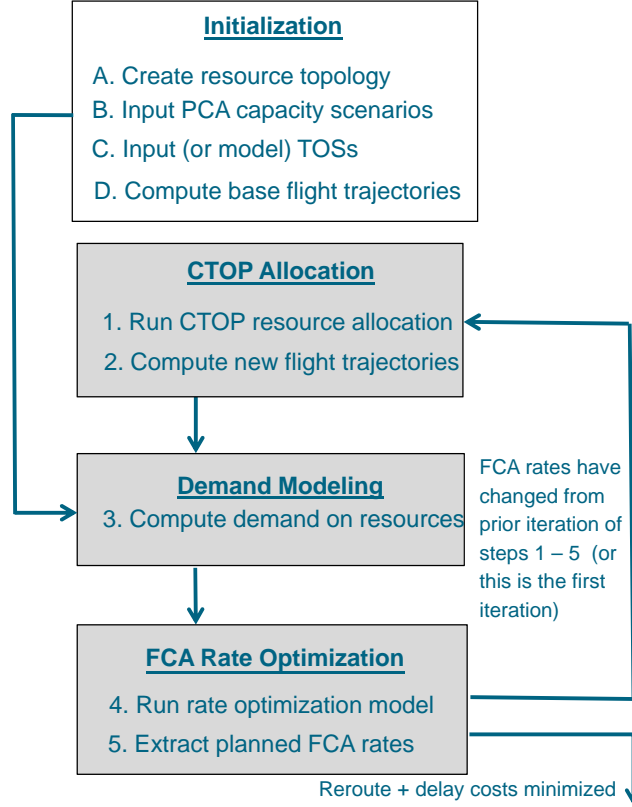 Initialization
A. Create resource topology
B. Input PCA capacity scenarios
C. Input (or model) TOSs
D. Compute base flight trajectories
CTOP Allocation
1. Run CTOP resource allocation
2. Compute new flight trajectories
Demand Modeling
3. Compute demand on resources
FCA rates have
changed from
prior iteration of
steps 1 – 5 (or
this is the first
iteration)
FCA Rate Optimization
4. Run rate optimization model
5. Extract planned FCA rates
Reroute + delay costs minimized